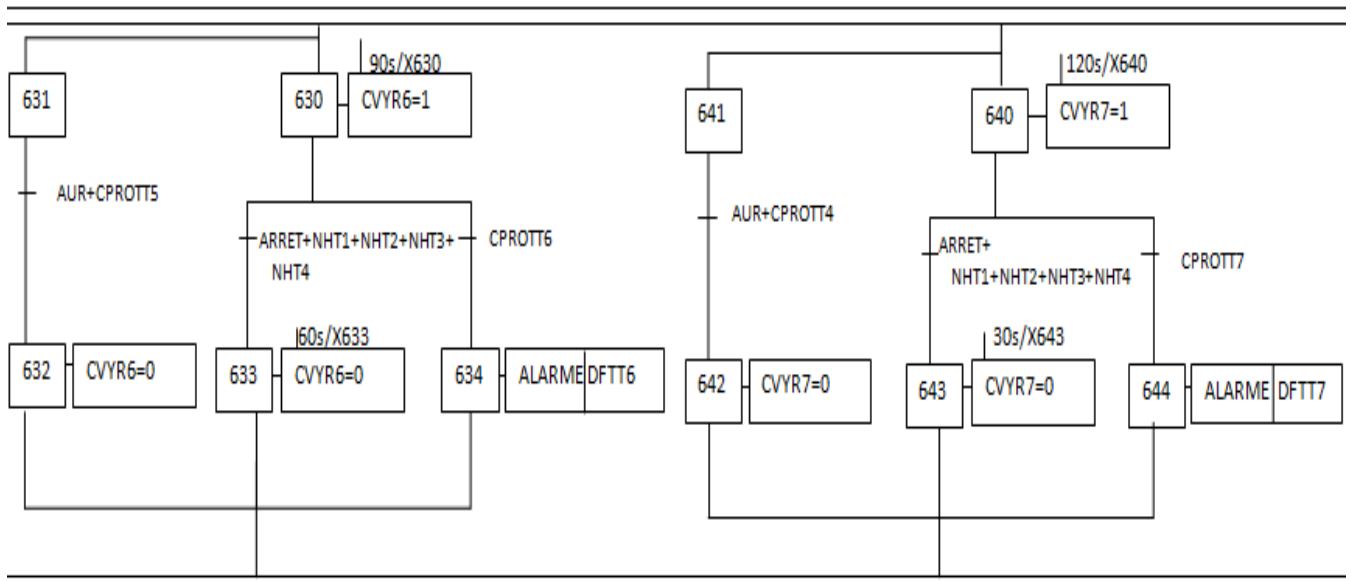 90s/X630
631
630
CVYR6=1
AUR+CPROTT5
ARRET+NHT1+NHT2+NHT3+
NHT4
CPROTT6
60s/X633
632
CVYR6=0
633
CVYR6=0
634
ALARME DFTT6
120s/X640
641
640
CVYR7=1
AUR+CPROTT4
ARRET+
NHT1+NHT2+NHT3+NHT4
CPROTT7
30s/X643
642
CVYR7=0
643
CVYR7=0
644
ALARME DFTT7